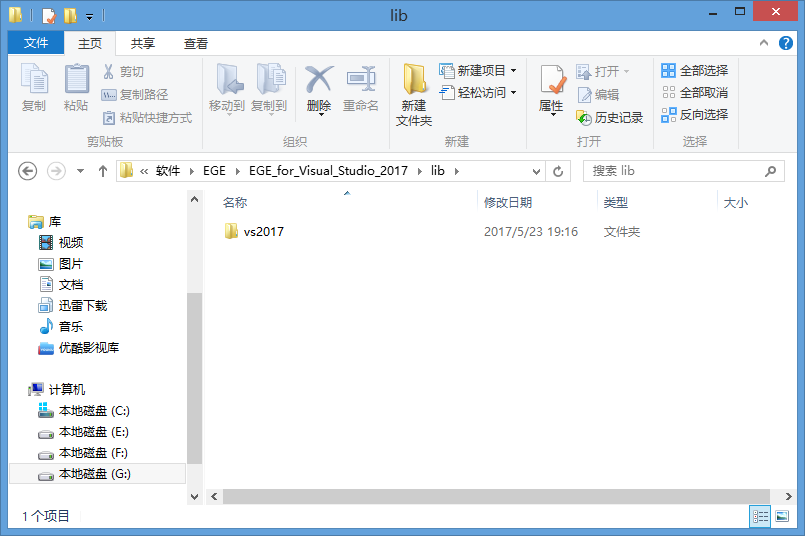 lib
文件 主页 共享 查看
复制 粘贴 剪切 复制路径 粘贴快捷方式 移动到 复制到 删除 重命名 新建文件夹 新建项目 轻松访问 属性 打开 编辑 历史记录 全部选择 全部取消 反向选择
剪贴板 组织 新建 打开 选择
« 软件 EGE EGE_for_Visual_Studio_2017 lib 搜索 lib
名称 修改日期 类型 大小
vs2017 2017/5/23 19:16 文件夹
库
视频
图片
文档
迅雷下载
音乐
优酷影视库
计算机
本地磁盘 (C:)
本地磁盘 (E:)
本地磁盘 (F:)
本地磁盘 (G:)
1 个项目